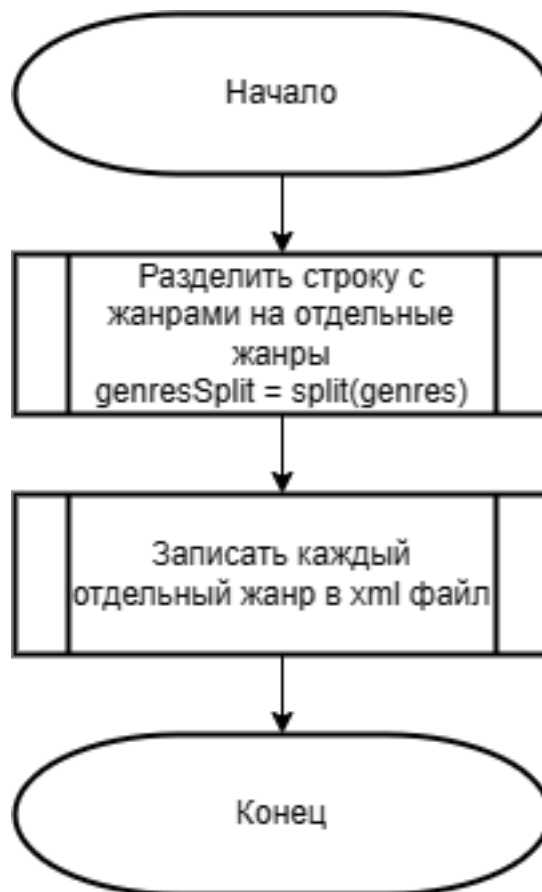 Начало
Разделить строку с
жанрами на отдельные
жанры
genresSplit = split(genres)
Записать каждый
отдельный жанр в xml файл
Конец